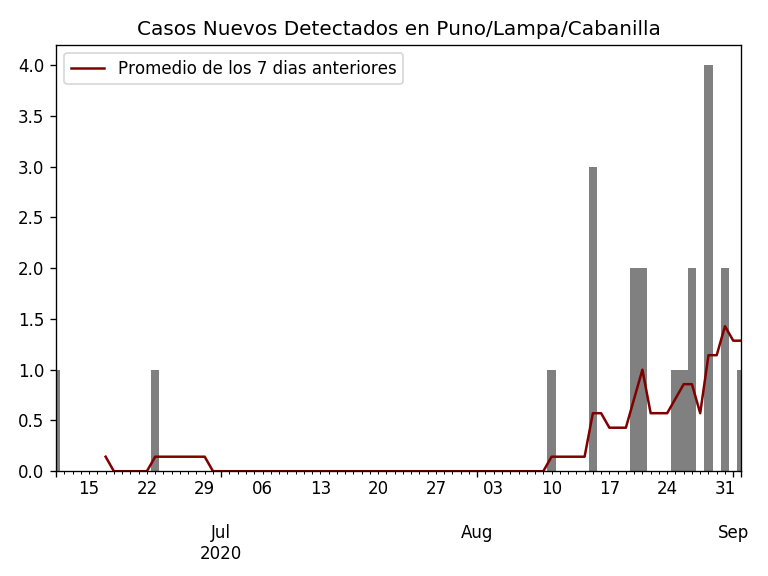 Casos Nuevos Detectados en Puno/Lampa/Cabanilla
Promedio de los 7 dias anteriores
4.0
3.5
3.0
2.5
2.0
1.5
1.0
0.5
0.0
15 22 29 06 13 20 27 03 10 17 24 31
Jul Aug Sep
2020